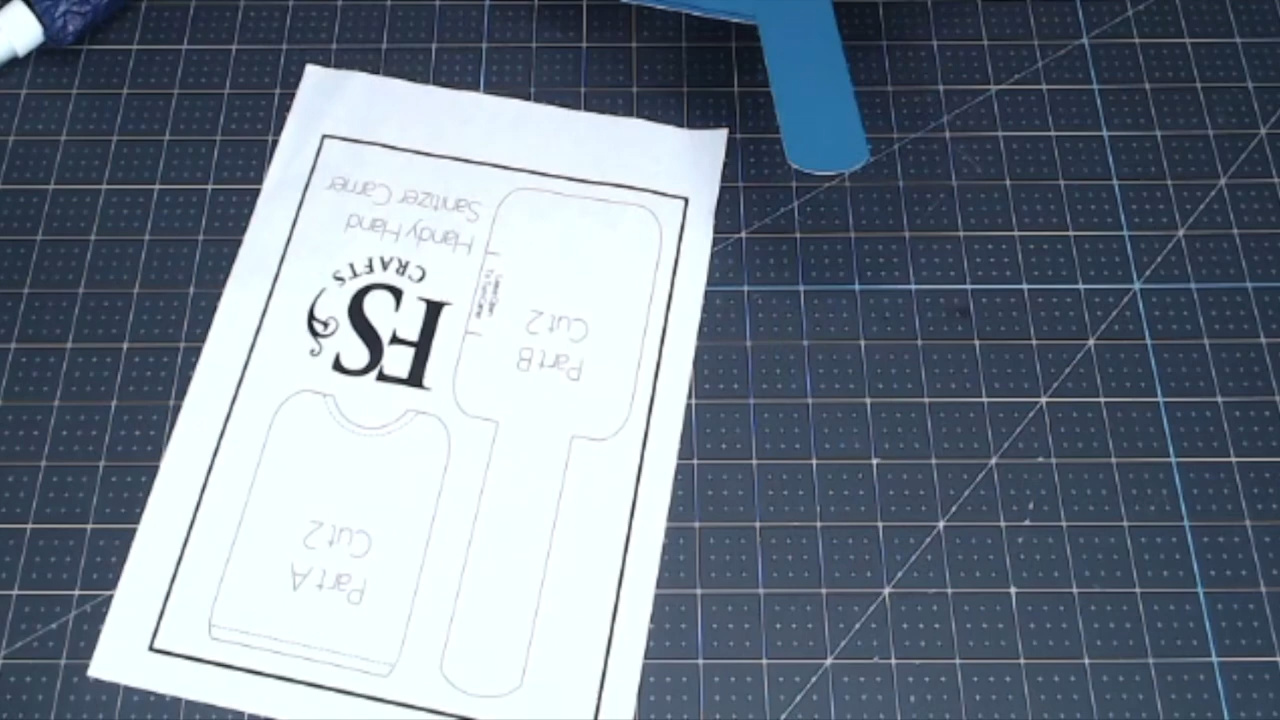 Part A
Cut 2
Part B
Cut 2
FS
CRAFTS
Handy Hand
Sanitizer Carrier